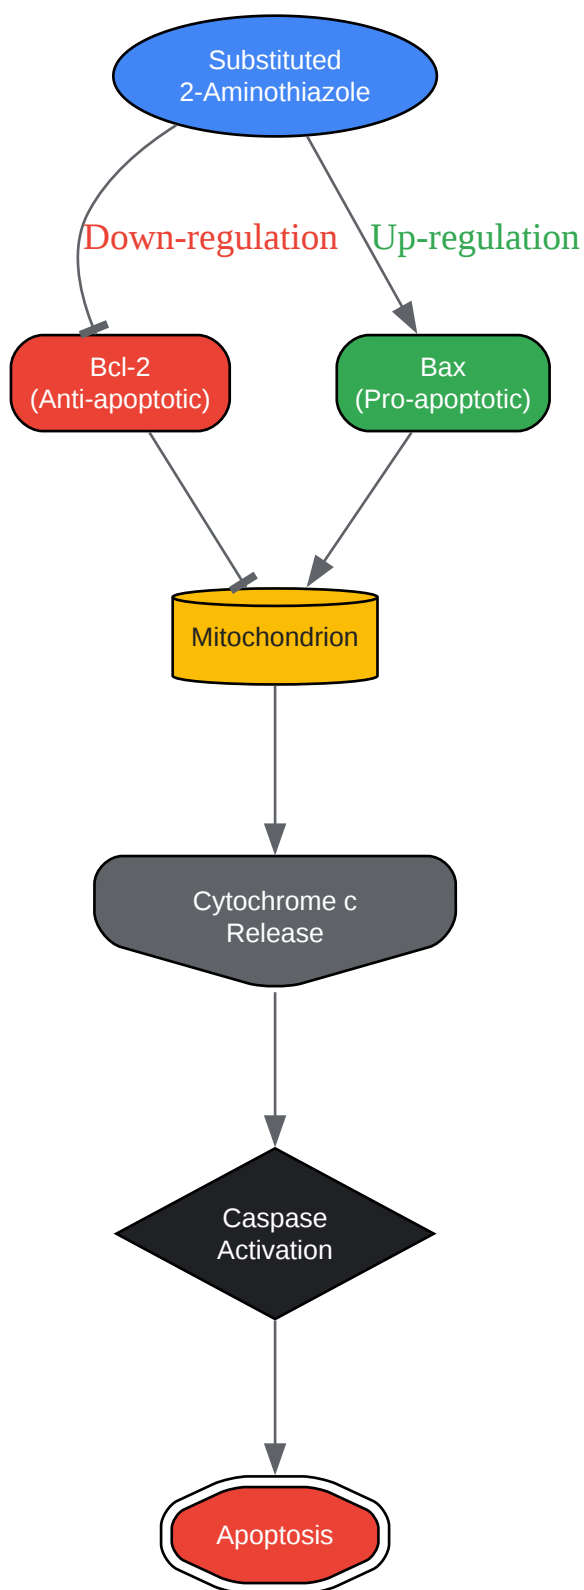 Substituted
2-Aminothiazole
Down-regulation
Up-regulation
Bcl-2
(Anti-apoptotic)
Bax
(Pro-apoptotic)
Mitochondrion
Cytochrome c
Release
Caspase
Activation
Apoptosis